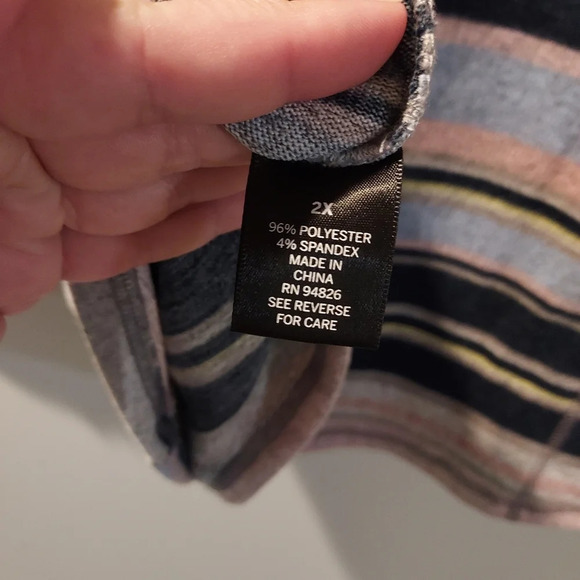 2X
96% POLYESTER
4% SPANDEX
MADE IN
CHINA
RN 94826
SEE REVERSE
FOR CARE